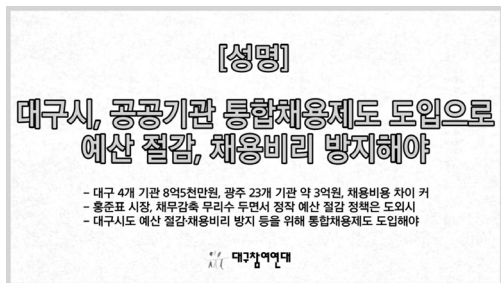 [성명]
대구시, 공공기관 통합채용제도 도입으로
예산 절감, 채용비리 방지해야
- 대구 4개 기관 8억5천만원, 광주 23개 기관 약 3억원, 채용비용 차이 커
- 홍준표 시장, 채무감축 무리수 두면서 정작 예산 절감 정책은 도외시
- 대구시도 예산 절감·채용비리 방지 등을 위해 통합채용제도 도입해야
대구참여연대